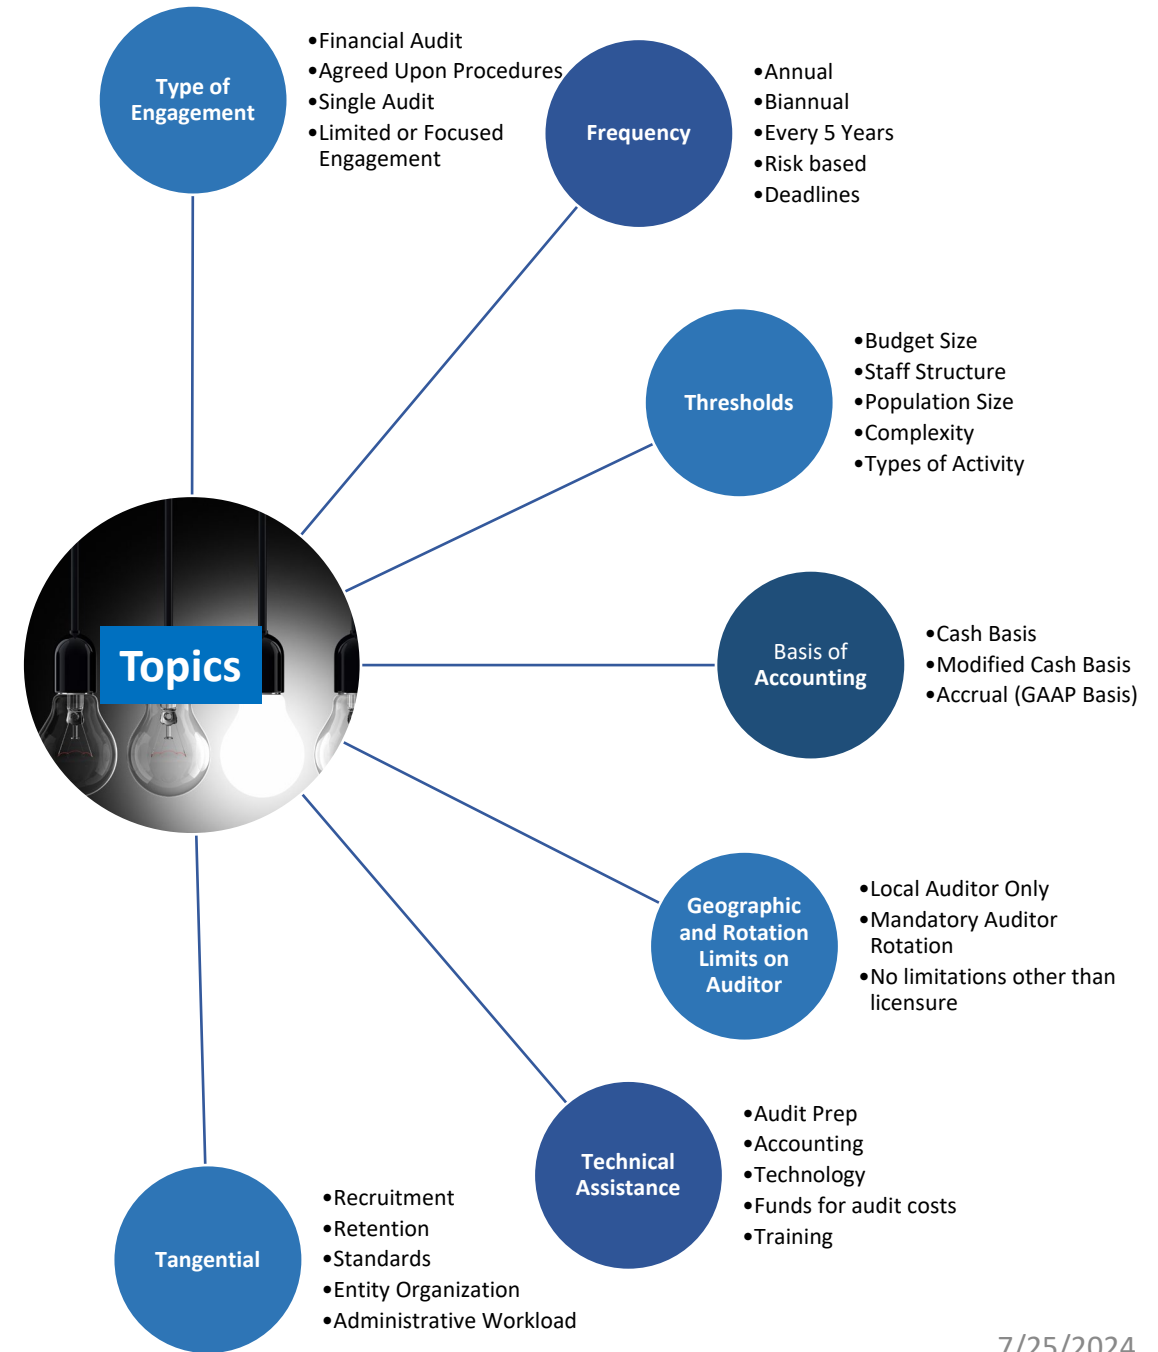 Type of
Engagement
•Financial Audit
•Agreed Upon Procedures
•Single Audit
•Limited or Focused
Engagement
Frequency
•Annual
•Biannual
•Every 5 Years
•Risk based
•Deadlines
Thresholds
•Budget Size
•Staff Structure
•Population Size
•Complexity
•Types of Activity
Topics
Basis of
Accounting
•Cash Basis
•Modified Cash Basis
•Accrual (GAAP Basis)
Geographic
and Rotation
Limits on
Auditor
•Local Auditor Only
•Mandatory Auditor
Rotation
•No limitations other than
licensure
Technical
Assistance
•Audit Prep
•Accounting
•Technology
•Funds for audit costs
•Training
Tangential
•Recruitment
•Retention
•Standards
•Entity Organization
•Administrative Workload
7/25/2024